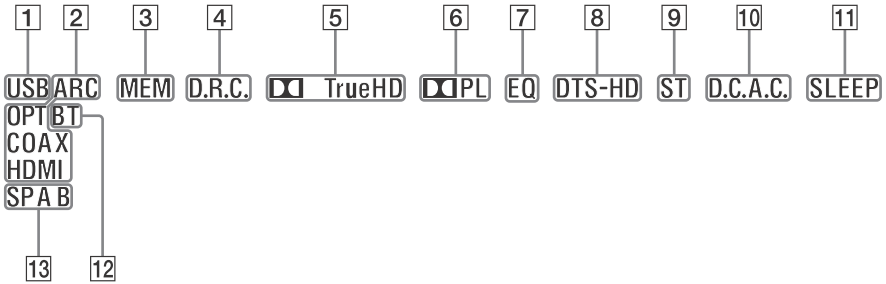 1 2 3 4 5 6 7 8 9 10 11
USB ARC MEM D.R.C. TrueHD PL EQ DTS-HD ST D.C.A.C. SLEEP
OPT BT
COAX
HDMI
SP A B
13 12